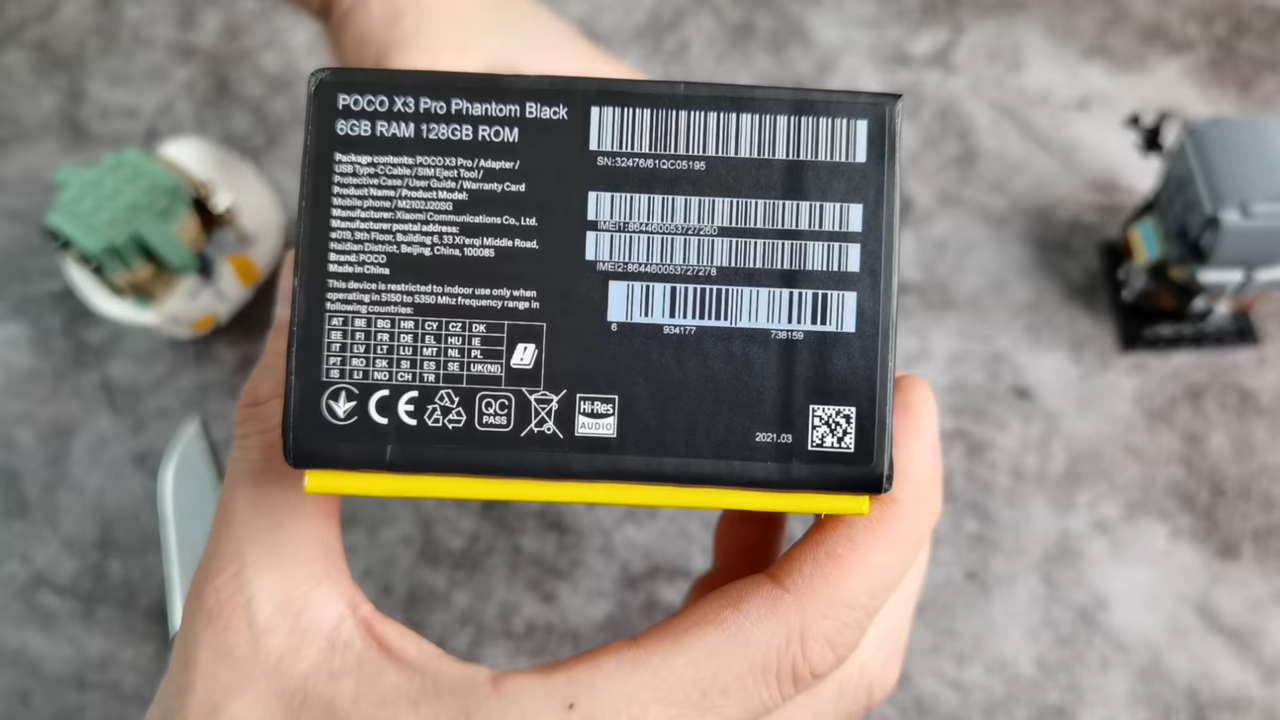 POCO X3 Pro Phantom Black
6GB RAM 128GB ROM
Package contents: POCO X3 Pro / Adapter /
USB Type-C Cable / SIM Eject Tool /
Protective Case / User Guide / Warranty Card
Product Name / Product Model:
Mobile phone / M2102J20SG
Manufacturer: Xiaomi Communications Co., Ltd.
Manufacturer postal address:
#019, 9th Floor, Building 6, 33 Xi'erqi Middle Road,
Haidian District, Beijing, China, 100085
Brand: POCO
Made in China
This device is restricted to indoor use only when
operating in 5150 to 5350 Mhz frequency range in
following countries:
AT BE BG HR CY CZ DK
EE FI FR DE EL HU IE
IT LV LT LU MT NL PL
PT RO SK SI ES SE UK(NI)
IS LI NO CH TR
CE
QC
PASS
Hi-Res
AUDIO
SN:32476/61QC05195
IMEI1:864460053727260
IMEI2:864460053727278
6 934177 738159
2021.03